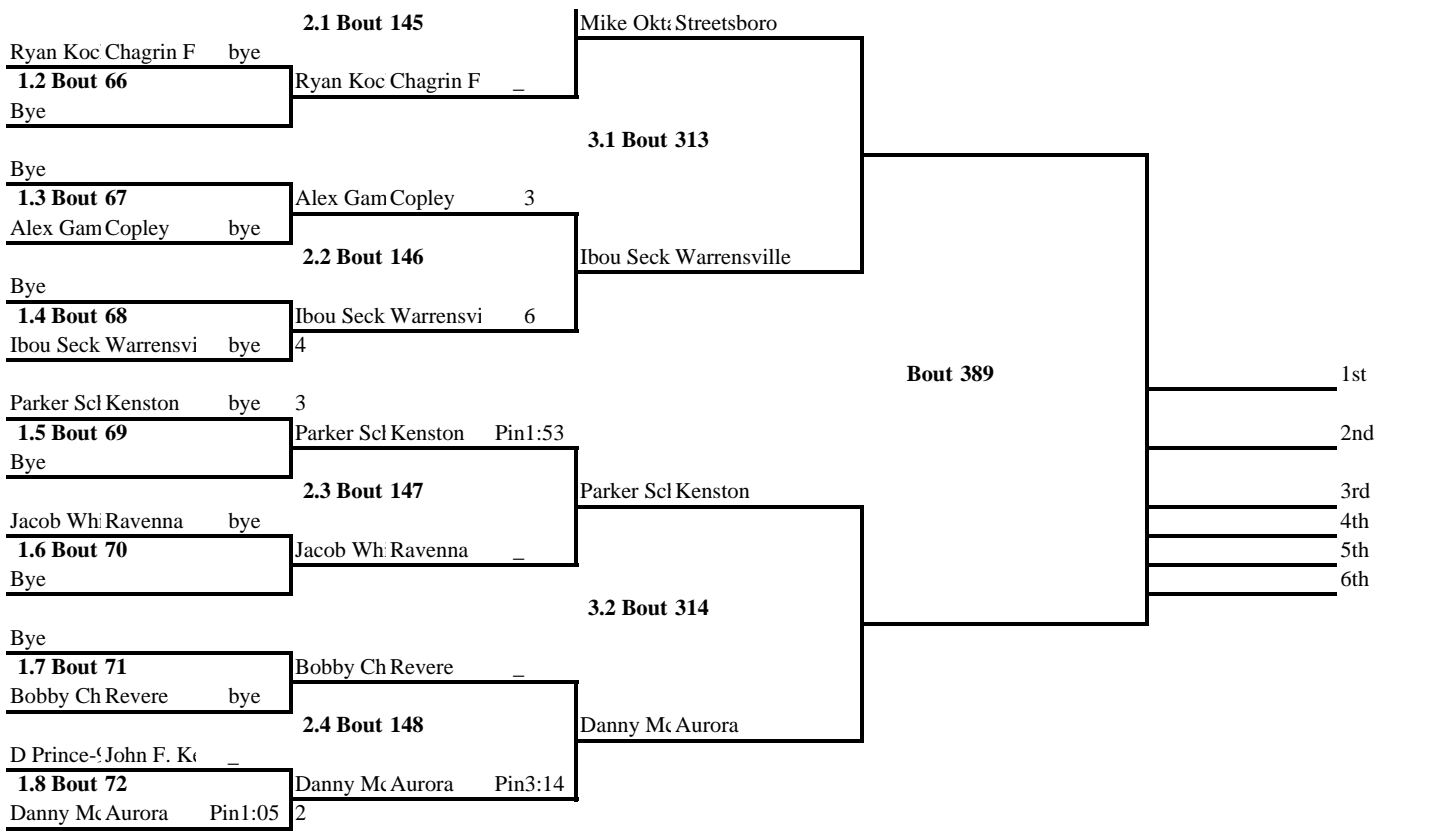 2.1 Bout 145 Mike Okta Streetsboro
Ryan Koc Chagrin F bye
1.2 Bout 66 Ryan Koc Chagrin F _
Bye
3.1 Bout 313
Bye
1.3 Bout 67 Alex Gam Copley 3
Alex Gam Copley bye
2.2 Bout 146 Ibou Seck Warrensville
Bye
1.4 Bout 68 Ibou Seck Warrensvi 6
Ibou Seck Warrensvi bye 4
Bout 389 1st
Parker Scl Kenston bye 3
1.5 Bout 69 Parker Scl Kenston Pin1:53 2nd
Bye
2.3 Bout 147 Parker Scl Kenston 3rd
Jacob Whi Ravenna bye 4th
1.6 Bout 70 Jacob Whi Ravenna _ 5th
Bye 6th
3.2 Bout 314
Bye
1.7 Bout 71 Bobby Ch Revere _
Bobby Ch Revere bye
2.4 Bout 148 Danny Mc Aurora
D Prince-9 John F. Ke _
1.8 Bout 72 Danny Mc Aurora Pin3:14
Danny Mc Aurora Pin1:05 2